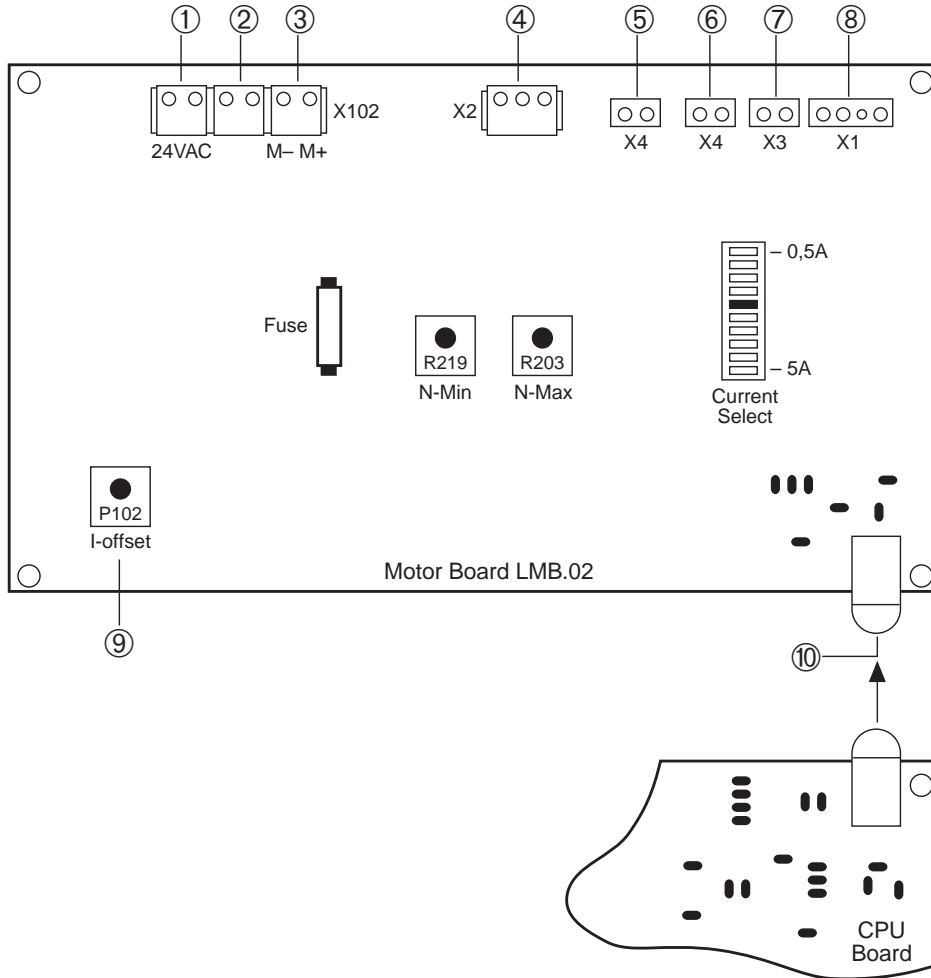 ① ② ③ ④ ⑤ ⑥ ⑦ ⑧
X102 X2
24VAC M– M+ X4 X4 X3 X1
– 0,5A
Fuse
R219 R203
– 5A
N-Min N-Max
Current
Select
P102
I-offset
Motor Board LMB.02
⑨ ⑩
CPU
Board